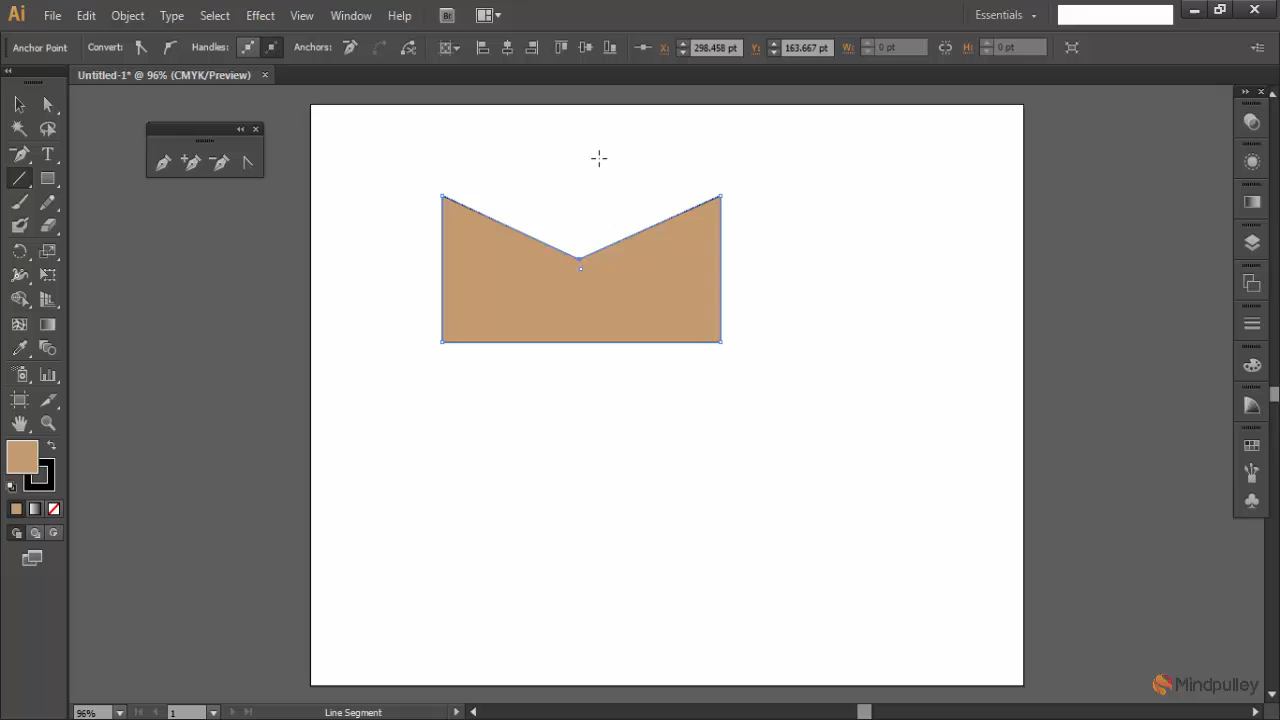 Ai File Edit Object Type Select Effect View Window Help Br Essentials
Anchor Point Convert: Handles: Anchors: X: 298.458 pt Y: 163.667 pt W: 0 pt H: 0 pt
Untitled-1* @ 96% (CMYK/Preview)
T
Mindpulley
96% 1 Line Segment